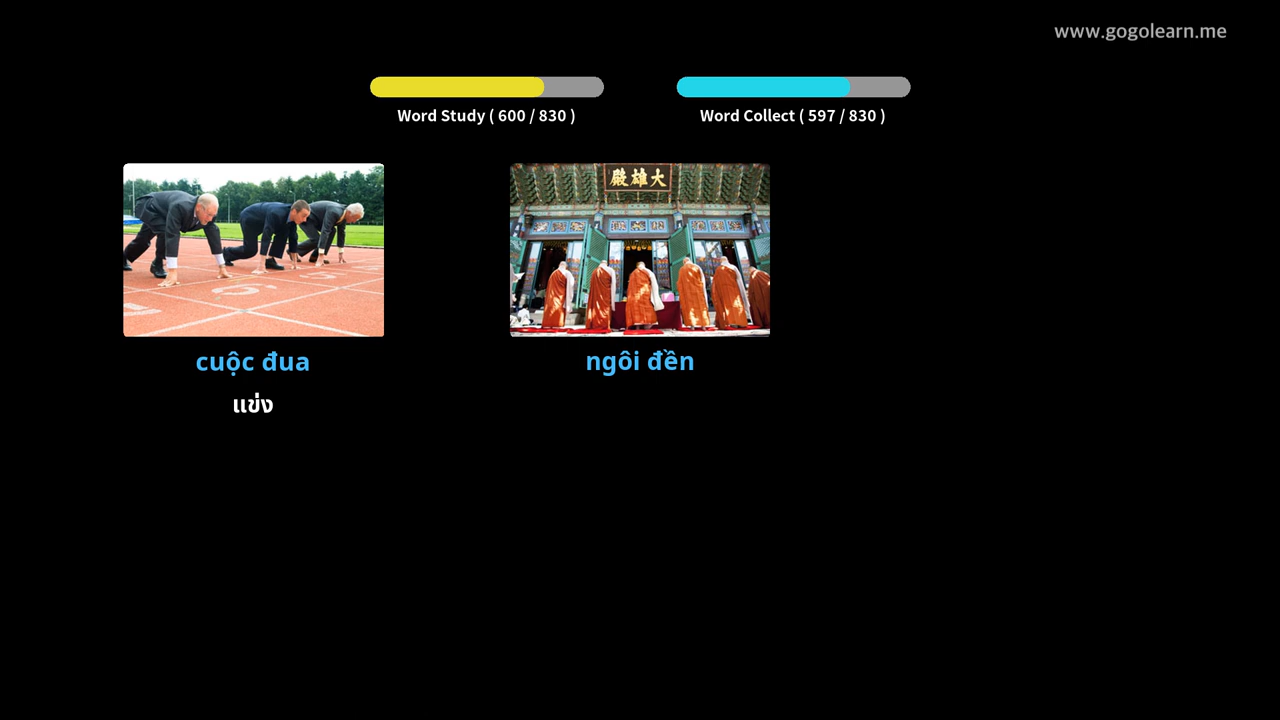 www.gogolearn.me
Word Study ( 600 / 830 )
Word Collect ( 597 / 830 )
大雄殿
cuộc đua
ngôi đền
แข่ง